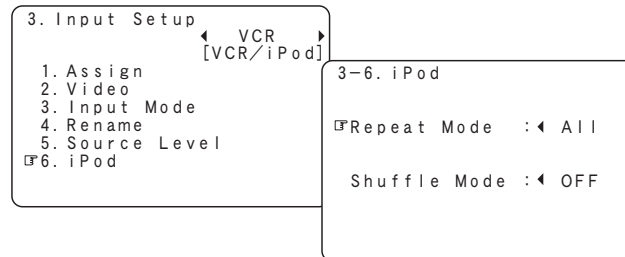 3. Input Setup
◀ VCR ▶
[VCR/iPod]
1. Assign
2. Video
3. Input Mode
4. Rename
5. Source Level
☞6. iPod
3-6. iPod
☞Repeat Mode :◀ All
Shuffle Mode :◀ OFF